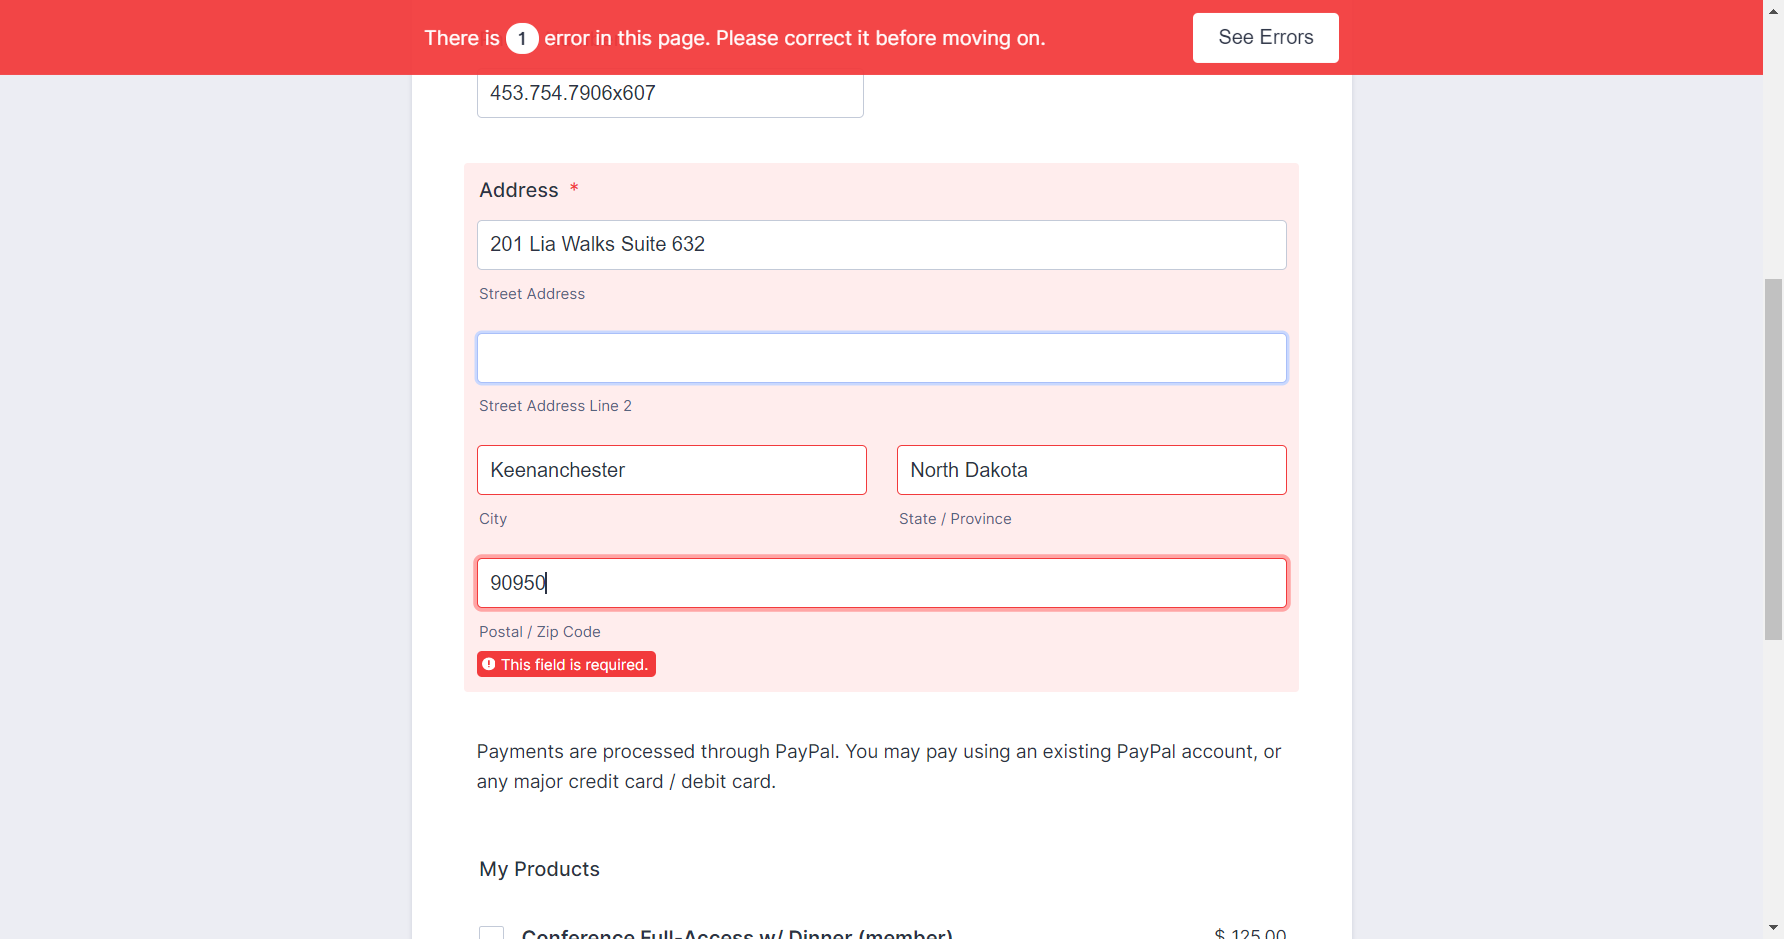 There is 1 error in this page. Please correct it before moving on.
See Errors
453.754.7906x607
Address *
201 Lia Walks Suite 632
Street Address
Street Address Line 2
Keenanchester
North Dakota
City
State / Province
90950
Postal / Zip Code
This field is required.
Payments are processed through PayPal. You may pay using an existing PayPal account, or
any major credit card / debit card.
My Products
Conference Full-Access w/ Dinner (member)
$ 125.00